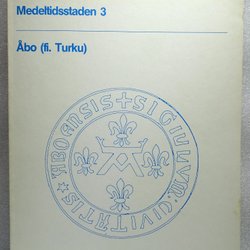 Medeltidsstaden 3
Åbo (fi. Turku)
SIGILLVM: CIVITATIS ABOENSIS